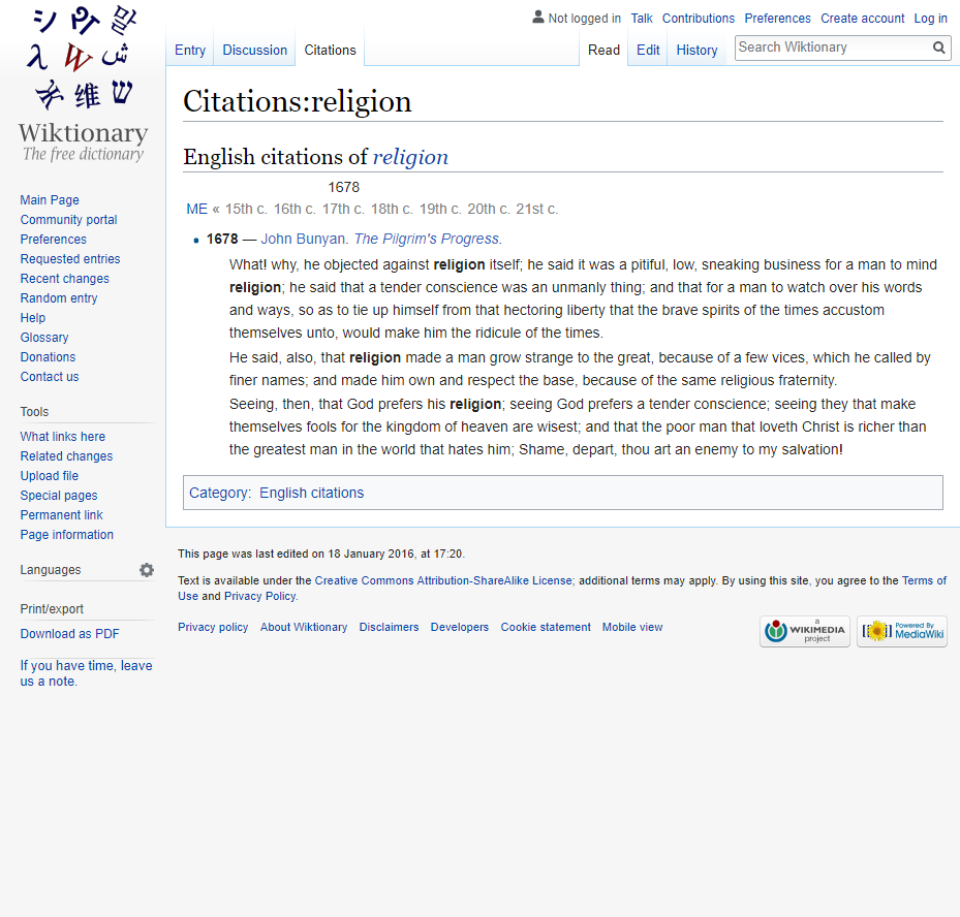 シ ק 말
λ W ش
ት 维 ש
Wiktionary
The free dictionary
Not logged in Talk Contributions Preferences Create account Log in
Entry Discussion Citations Read Edit History Search Wiktionary
Citations:religion
English citations of religion
1678
ME « 15th c. 16th c. 17th c. 18th c. 19th c. 20th c. 21st c.
• 1678 — John Bunyan. The Pilgrim's Progress.
What! why, he objected against religion itself; he said it was a pitiful, low, sneaking business for a man to mind
religion; he said that a tender conscience was an unmanly thing; and that for a man to watch over his words
and ways, so as to tie up himself from that hectoring liberty that the brave spirits of the times accustom
themselves unto, would make him the ridicule of the times.
He said, also, that religion made a man grow strange to the great, because of a few vices, which he called by
finer names; and made him own and respect the base, because of the same religious fraternity.
Seeing, then, that God prefers his religion; seeing God prefers a tender conscience; seeing they that make
themselves fools for the kingdom of heaven are wisest; and that the poor man that loveth Christ is richer than
the greatest man in the world that hates him; Shame, depart, thou art an enemy to my salvation!
Category: English citations
Main Page
Community portal
Preferences
Requested entries
Recent changes
Random entry
Help
Glossary
Donations
Contact us
Tools
What links here
Related changes
Upload file
Special pages
Permanent link
Page information
Languages
Print/export
Download as PDF
If you have time, leave
us a note.
This page was last edited on 18 January 2016, at 17:20.
Text is available under the Creative Commons Attribution-ShareAlike License; additional terms may apply. By using this site, you agree to the Terms of
Use and Privacy Policy.
Privacy policy About Wiktionary Disclaimers Developers Cookie statement Mobile view
a
WIKIMEDIA
project
Powered By
MediaWiki